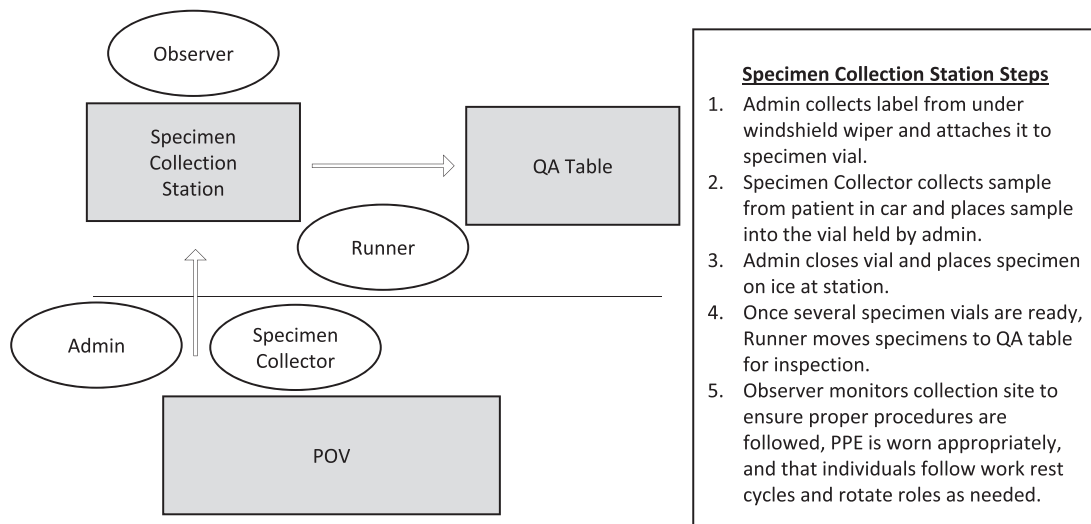 Observer
Specimen
Collection
Station
QA Table
Runner
Admin
Specimen
Collector
POV
Specimen Collection Station Steps
1. Admin collects label from under
windshield wiper and attaches it to
specimen vial.
2. Specimen Collector collects sample
from patient in car and places sample
into the vial held by admin.
3. Admin closes vial and places specimen
on ice at station.
4. Once several specimen vials are ready,
Runner moves specimens to QA table
for inspection.
5. Observer monitors collection site to
ensure proper procedures are
followed, PPE is worn appropriately,
and that individuals follow work rest
cycles and rotate roles as needed.